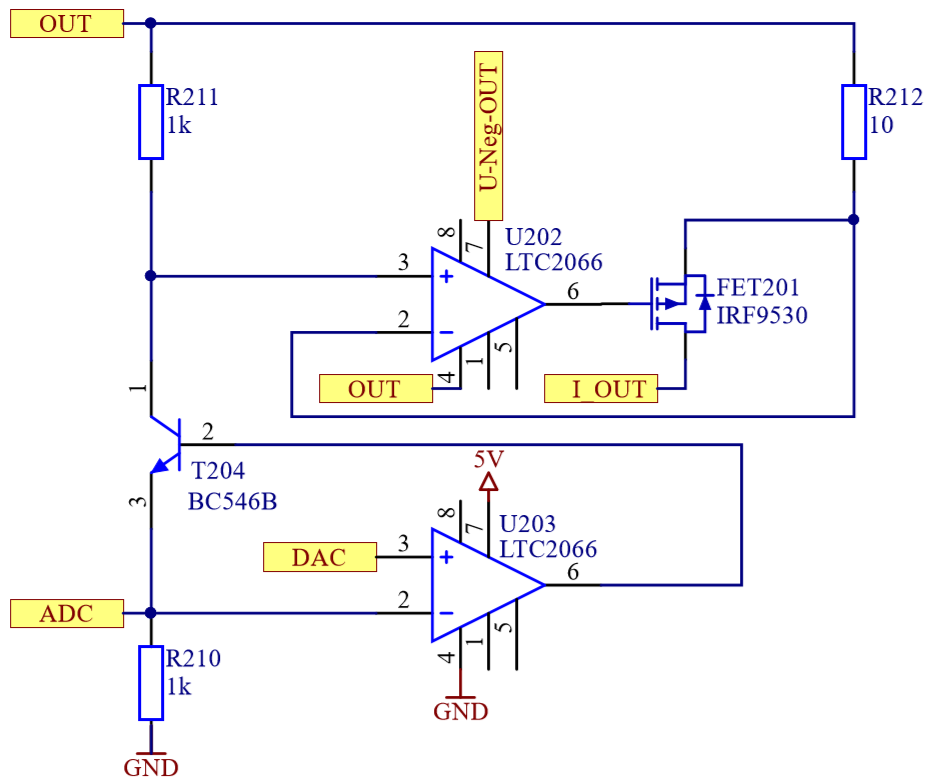 OUT
R211
1k
U-Neg-OUT
R212
10
8
7
U202
LTC2066
3
+
6
2
-
4
1
5
FET201
IRF9530
OUT
I_OUT
1
2
T204
BC546B
3
5V
8
7
U203
LTC2066
DAC
3
+
6
ADC
2
-
4
1
5
R210
1k
GND
GND